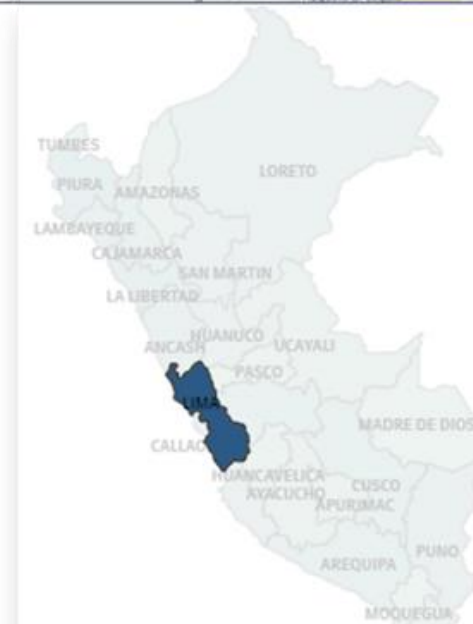 TUMBES
PIURA
AMAZONAS
LORETO
LAMBAYEQUE
CAJAMARCA
SAN MARTIN
LA LIBERTAD
HUANUCO
ANCASH
UCAYALI
PASCO
LIMA
MADRE DE DIOS
CALLAO
HUANCAVELICA
CUSCO
AYACUCHO
APURIMAC
PUNO
AREQUIPA
MOQUEGUA